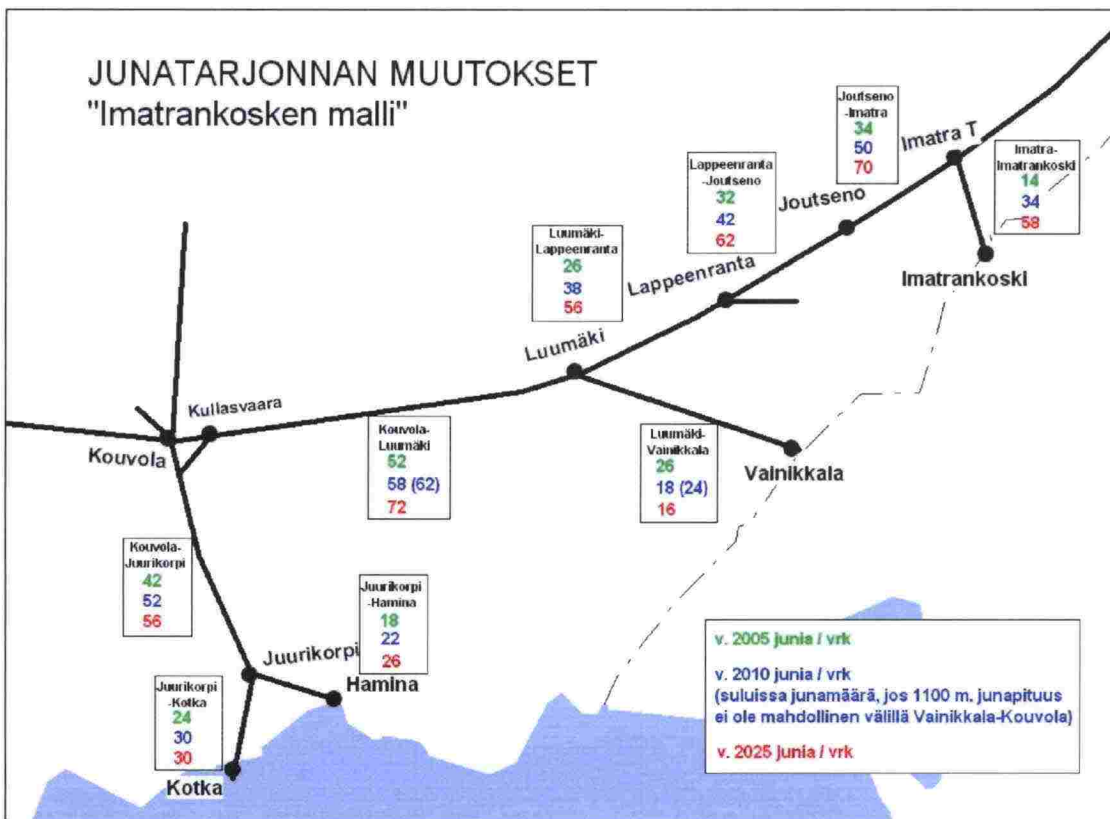 JUNATARJONNAN MUUTOKSET
"Imatrankosken malli"
Joutseno
-Imatra
34
50
70
Imatra T
Imatra-
Imatrankoski
14
34
58
Lappeenranta
-Joutseno
32
42
62
Joutseno
Imatrankoski
Luumäki-
Lappeenranta
26
38
56
Lappeenranta
Luumäki
Kullasvaara
Kouvola
Kouvola-
Luumäki
52
58 (62)
72
Luumäki-
Vainikkala
26
18 (24)
16
Vainikkala
Kouvola-
Juurikorpi
42
52
56
Juurikorpi
-Hamina
18
22
26
Juurikorpi
Hamina
Juurikorpi
-Kotka
24
30
30
Kotka
v. 2005 junia / vrk
v. 2010 junia / vrk
(suluissa junamäärä, jos 1100 m. junapituus
ei ole mahdollinen välillä Vainikkala-Kouvola)
v. 2025 junia / vrk